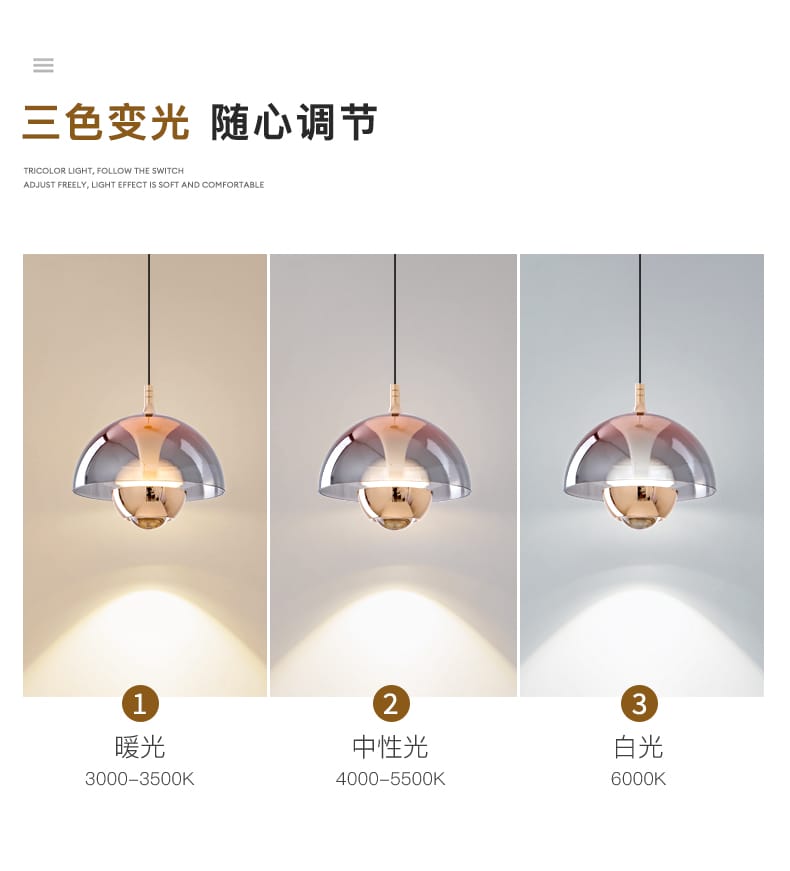 三色变光 随心调节
TRICOLOR LIGHT, FOLLOW THE SWITCH
ADJUST FREELY, LIGHT EFFECT IS SOFT AND COMFORTABLE
1
2
3
暖光
中性光
白光
3000-3500K
4000-5500K
6000K